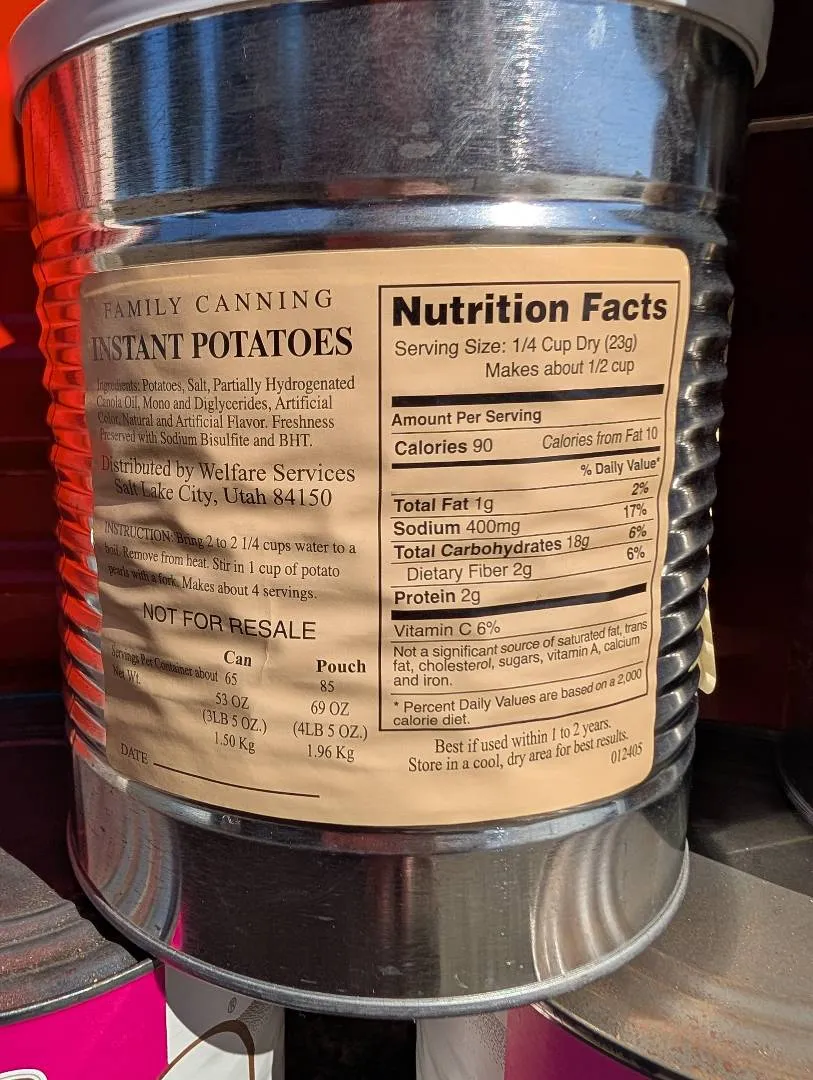 FAMILY CANNING
INSTANT POTATOES
Ingredients: Potatoes, Salt, Partially Hydrogenated
Canola Oil, Mono and Diglycerides, Artificial
Color, Natural and Artificial Flavor. Freshness
Preserved with Sodium Bisulfite and BHT.
Distributed by Welfare Services
Salt Lake City, Utah 84150
INSTRUCTION: Bring 2 to 2 1/4 cups water to a
boil. Remove from heat. Stir in 1 cup of potato
pearls with a fork. Makes about 4 servings.
NOT FOR RESALE
Can Pouch
Servings Per Container about 65 85
Net Wt. 53 OZ 69 OZ
(3LB 5 OZ.) (4LB 5 OZ.)
1.50 Kg 1.96 Kg
DATE
Nutrition Facts
Serving Size: 1/4 Cup Dry (23g)
Makes about 1/2 cup
Amount Per Serving
Calories 90 Calories from Fat 10
% Daily Value*
Total Fat 1g 2%
Sodium 400mg 17%
Total Carbohydrates 18g 6%
Dietary Fiber 2g 6%
Protein 2g
Vitamin C 6%
Not a significant source of saturated fat, trans
fat, cholesterol, sugars, vitamin A, calcium
and iron.
* Percent Daily Values are based on a 2,000
calorie diet.
Best if used within 1 to 2 years.
Store in a cool, dry area for best results.
012405